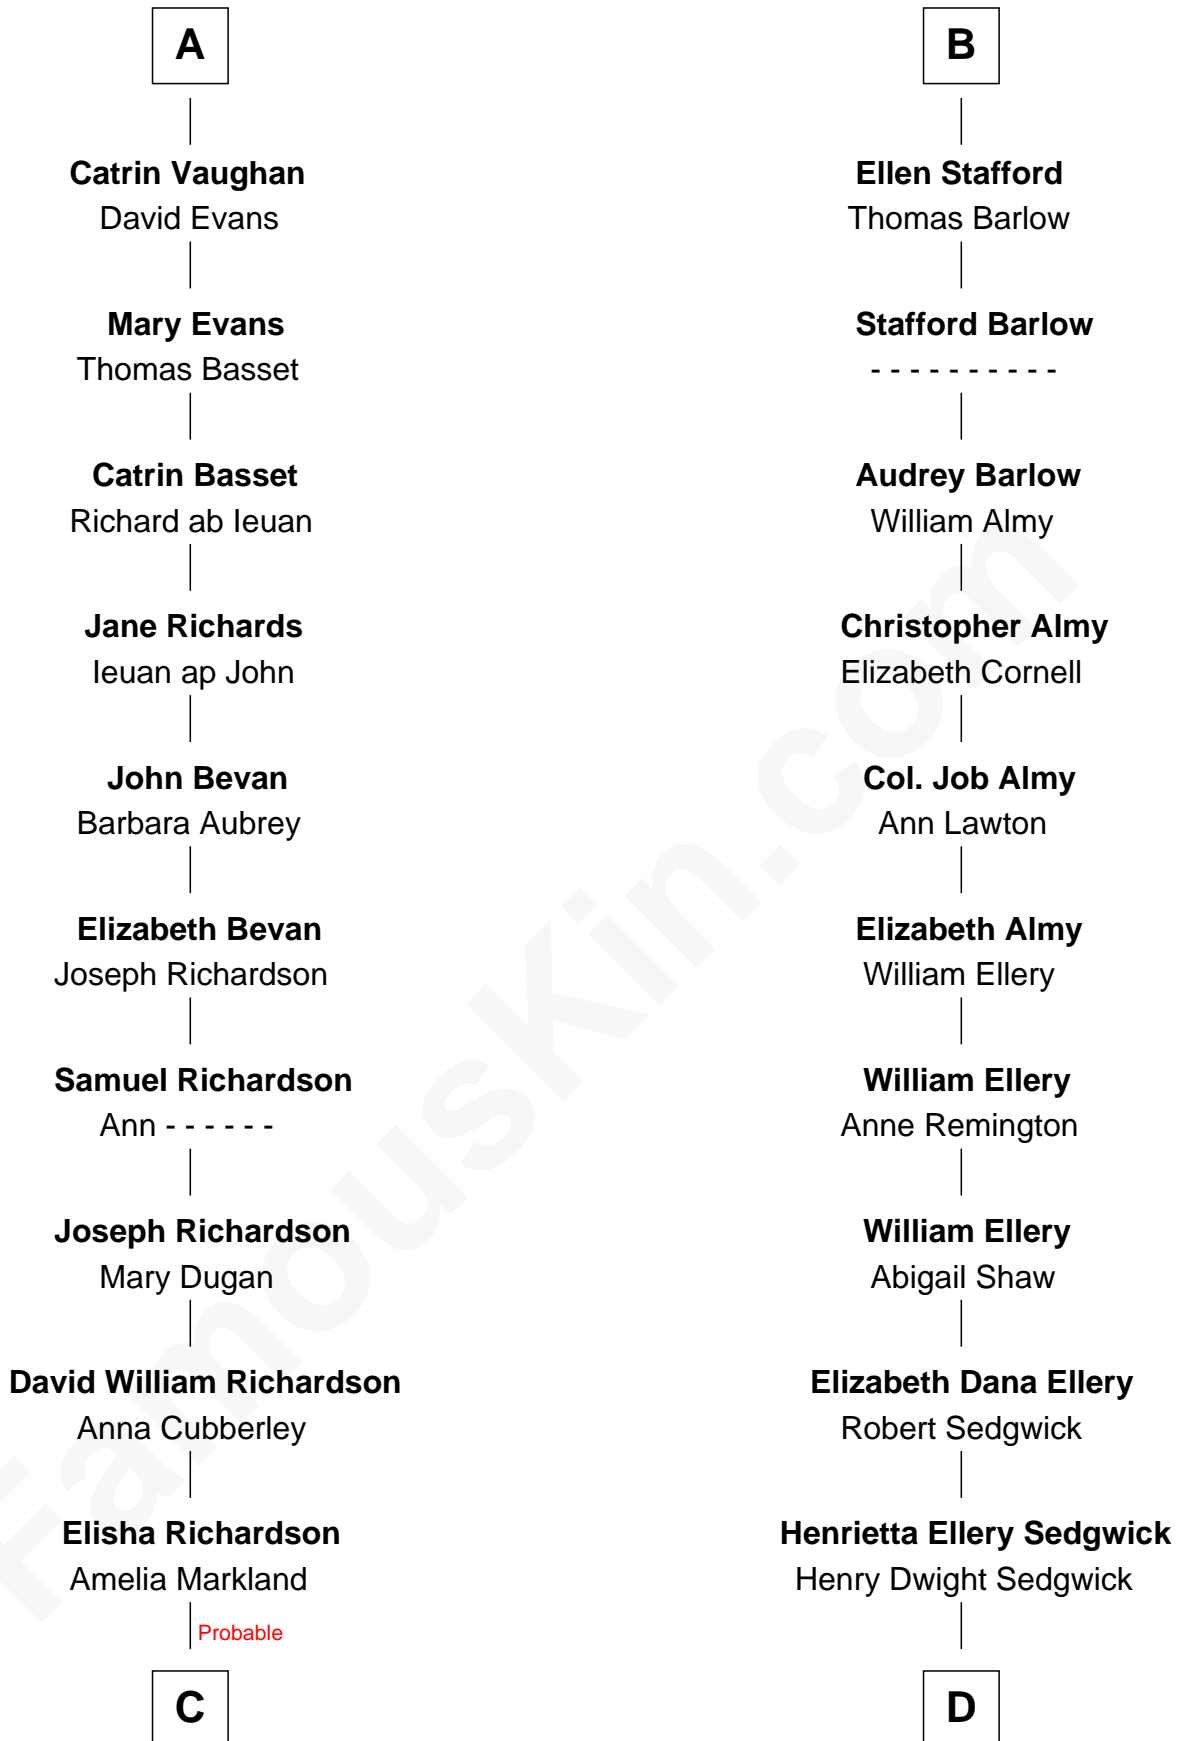 A
Catrin Vaughan
David Evans
Mary Evans
Thomas Basset
Catrin Basset
Richard ab Ieuan
Jane Richards
Ieuan ap John
John Bevan
Barbara Aubrey
Elizabeth Bevan
Joseph Richardson
Samuel Richardson
Ann - - - - - -
Joseph Richardson
Mary Dugan
David William Richardson
Anna Cubberley
Elisha Richardson
Amelia Markland
Probable
C
B
Ellen Stafford
Thomas Barlow
Stafford Barlow
- - - - - - - - - -
Audrey Barlow
William Almy
Christopher Almy
Elizabeth Cornell
Col. Job Almy
Ann Lawton
Elizabeth Almy
William Ellery
William Ellery
Anne Remington
William Ellery
Abigail Shaw
Elizabeth Dana Ellery
Robert Sedgwick
Henrietta Ellery Sedgwick
Henry Dwight Sedgwick
D
FamousKin.com